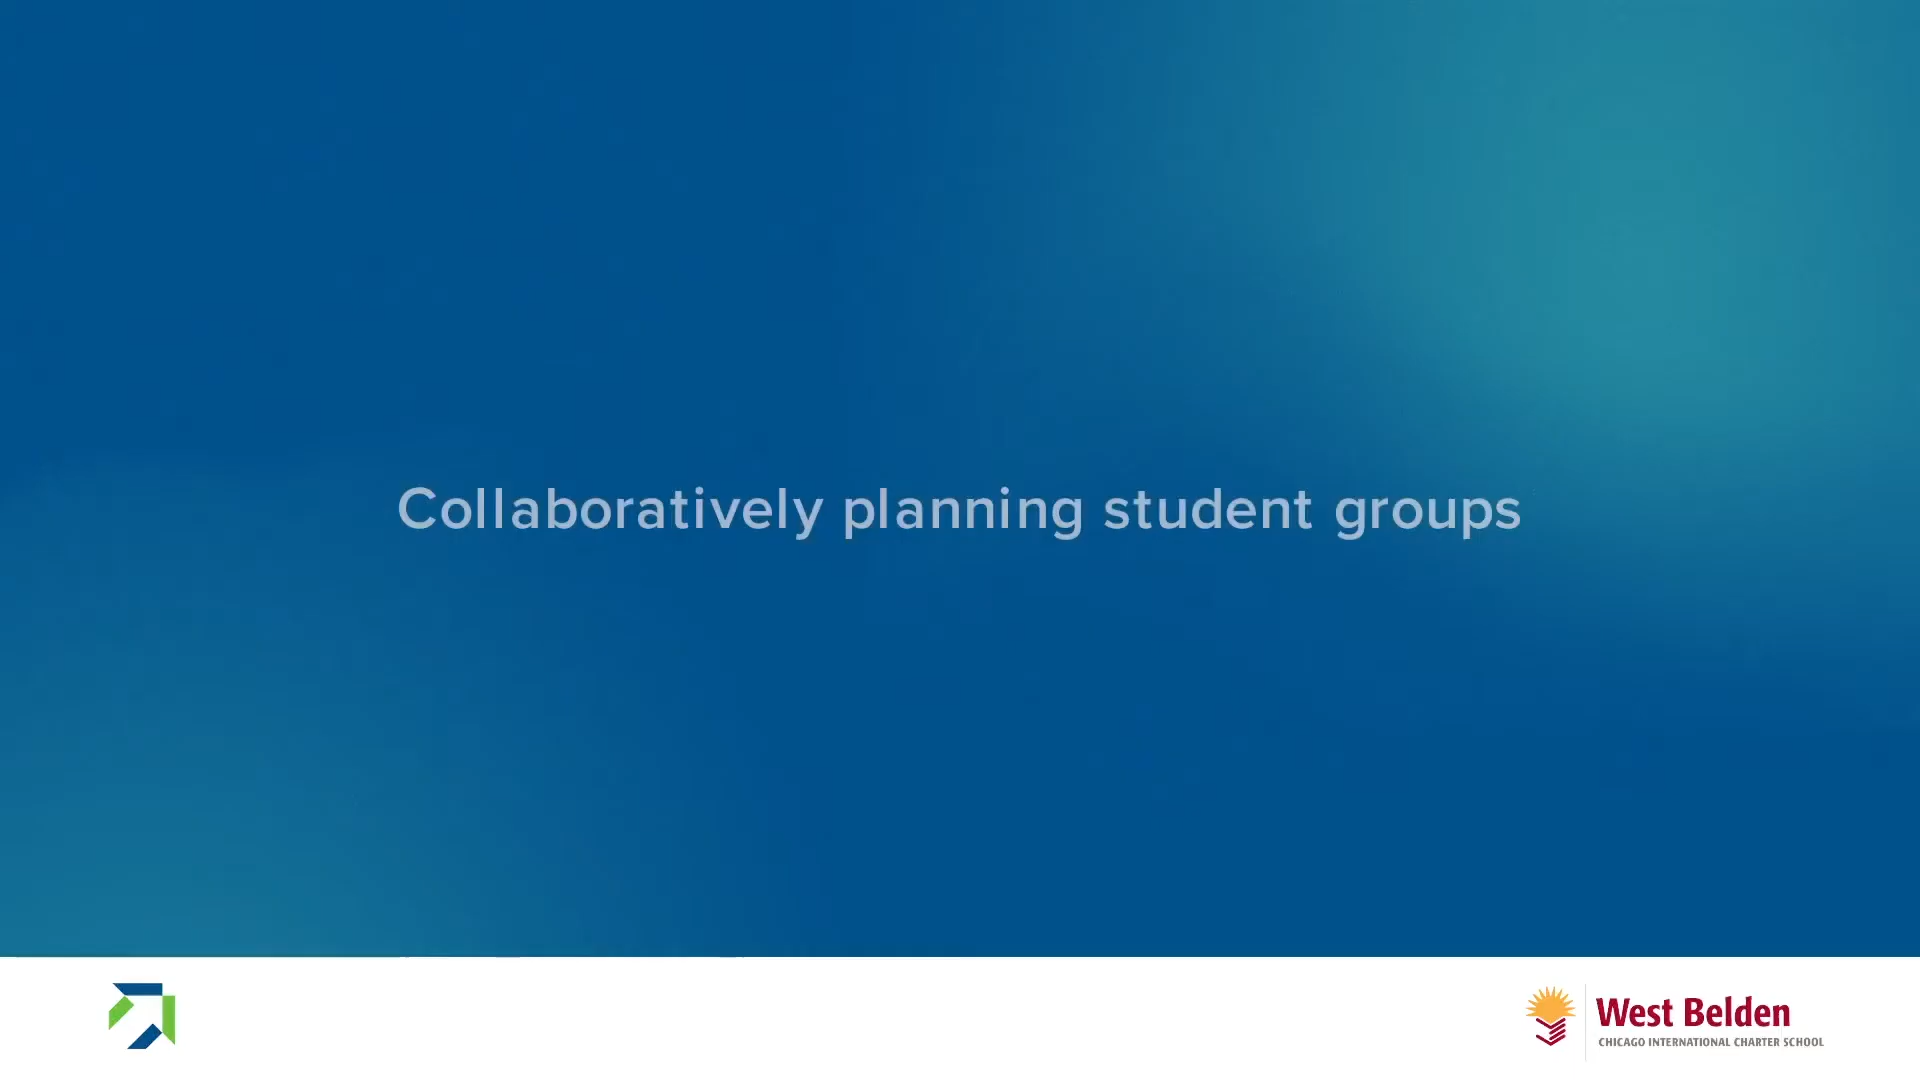 Collaboratively planning student groups
West Belden
CHICAGO INTERNATIONAL CHARTER SCHOOL